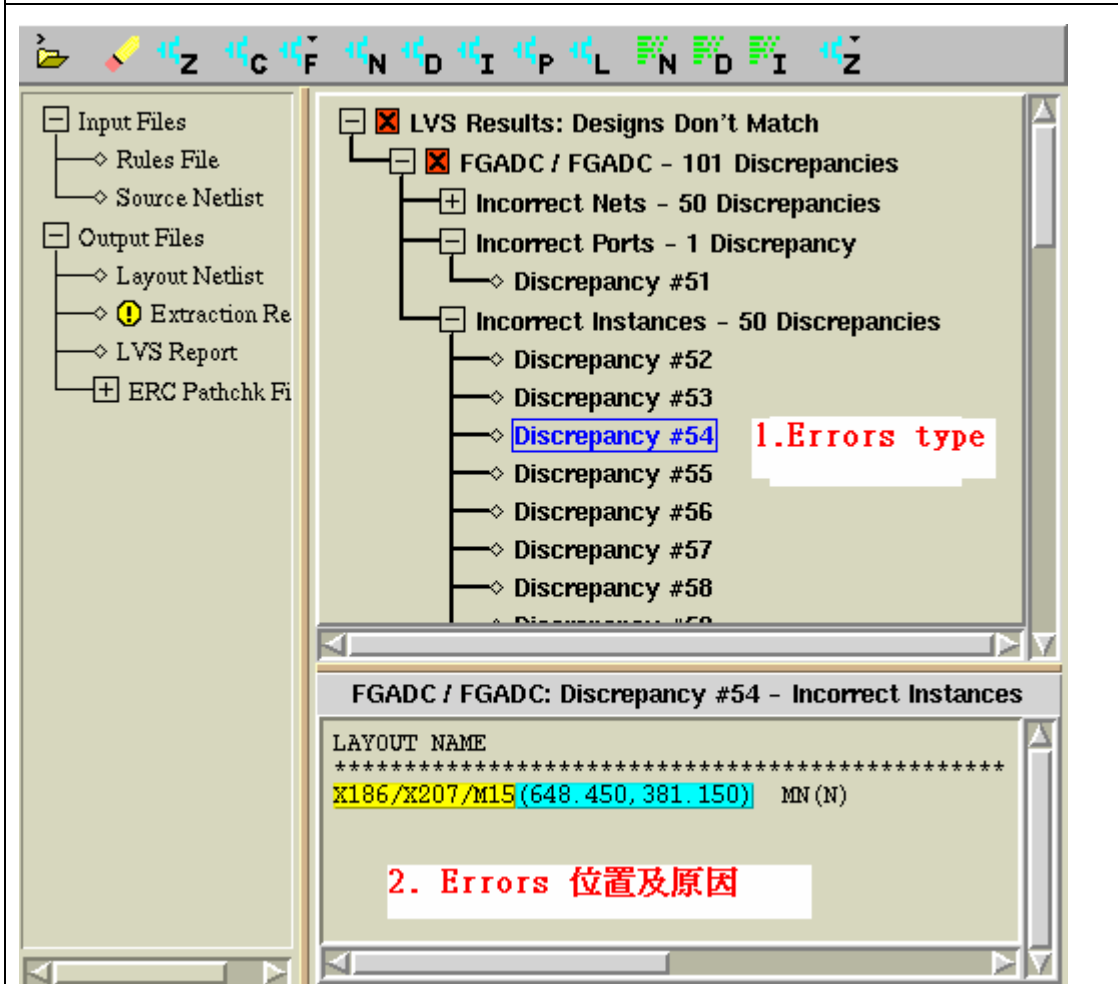 Z C F N D I P L N D I Z
Input Files
Rules File
Source Netlist
Output Files
Layout Netlist
Extraction Re
LVS Report
ERC Pathchk Fi
LVS Results: Designs Don't Match
FGADC / FGADC - 101 Discrepancies
Incorrect Nets - 50 Discrepancies
Incorrect Ports - 1 Discrepancy
Discrepancy #51
Incorrect Instances - 50 Discrepancies
Discrepancy #52
Discrepancy #53
Discrepancy #54
1.Errors type
Discrepancy #55
Discrepancy #56
Discrepancy #57
Discrepancy #58
FGADC / FGADC: Discrepancy #54 - Incorrect Instances
LAYOUT NAME
************************************************
X186/X207/M15(648.450,381.150) MN(N)
2. Errors 位置及原因